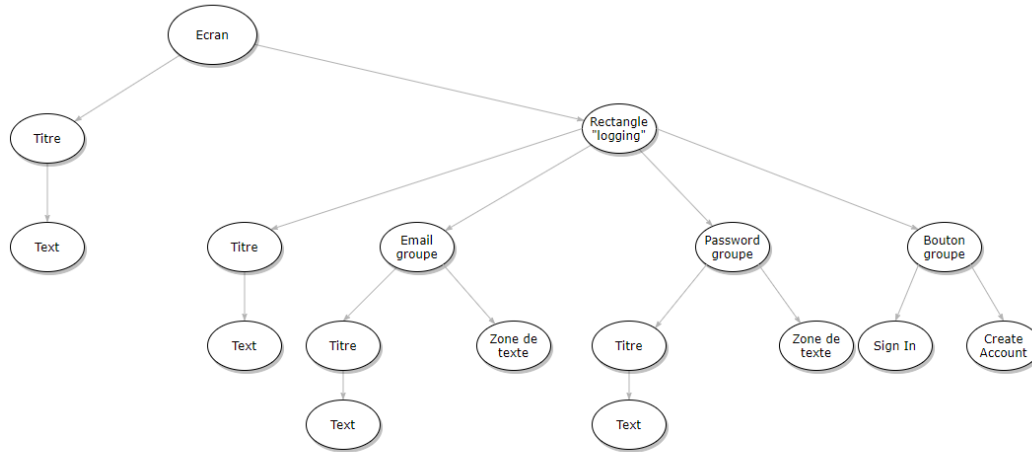 Ecran
Rectangle
"logging"
Titre
Text
Titre
Email
groupe
Password
groupe
Bouton
groupe
Text
Titre
Zone de
texte
Titre
Zone de
texte
Sign In
Create
Account
Text
Text